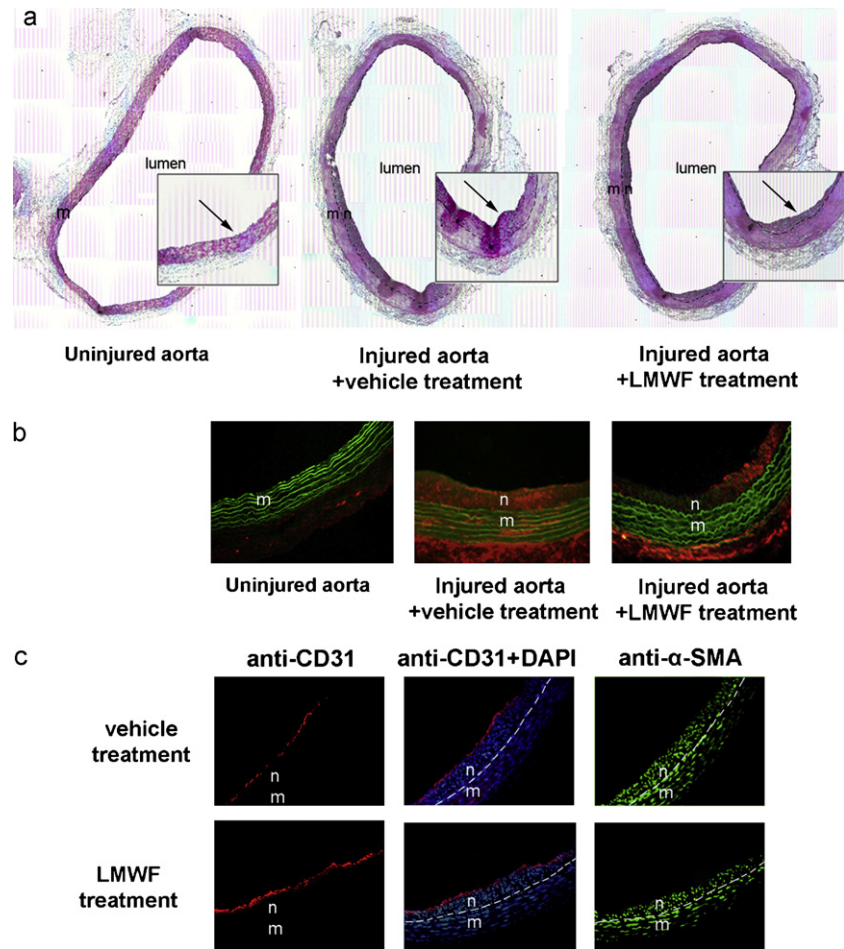 a
lumen
m
lumen
m n
lumen
m n
Uninjured aorta
Injured aorta
+vehicle treatment
Injured aorta
+LMWF treatment
b
m
n
m
n
m
Uninjured aorta
Injured aorta
+vehicle treatment
Injured aorta
+LMWF treatment
c
anti-CD31
anti-CD31+DAPI
anti-α-SMA
vehicle
treatment
n
m
n
m
n
m
LMWF
treatment
n
m
n
m
n
m